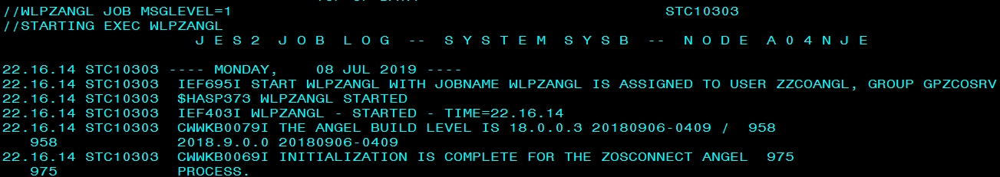 //WLPZANGL JOB MSGLEVEL=1 STC10303
//STARTING EXEC WLPZANGL
J E S 2 J O B L O G -- S Y S T E M S Y S B -- N O D E A 0 4 N J E
22.16.14 STC10303 ---- MONDAY, 08 JUL 2019 ----
22.16.14 STC10303 IEF695I START WLPZANGL WITH JOBNAME WLPZANGL IS ASSIGNED TO USER ZZCOANGL, GROUP GPZCOSRV
22.16.14 STC10303 $HASP373 WLPZANGL STARTED
22.16.14 STC10303 IEF403I WLPZANGL - STARTED - TIME=22.16.14
22.16.14 STC10303 CWWKB0079I THE ANGEL BUILD LEVEL IS 18.0.0.3 20180906-0409 / 958
958 2018.9.0.0 20180906-0409
22.16.14 STC10303 CWWKB0069I INITIALIZATION IS COMPLETE FOR THE ZOSCONNECT ANGEL 975
975 PROCESS.